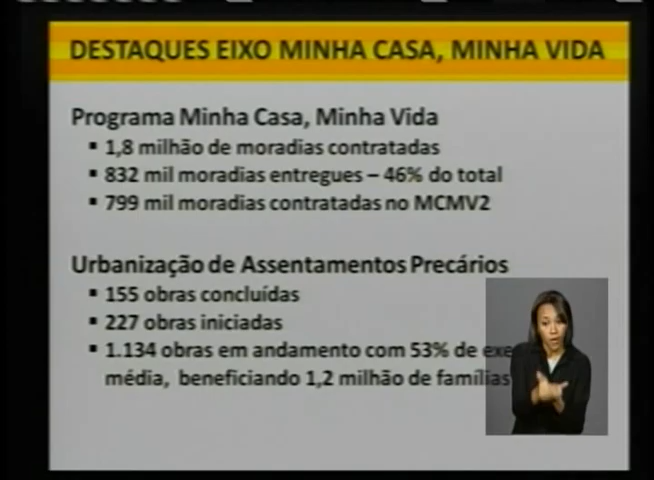 DESTAQUES EIXO MINHA CASA, MINHA VIDA
Programa Minha Casa, Minha Vida
▪ 1,8 milhão de moradias contratadas
▪ 832 mil moradias entregues – 46% do total
▪ 799 mil moradias contratadas no MCMV2
Urbanização de Assentamentos Precários
▪ 155 obras concluídas
▪ 227 obras iniciadas
▪ 1.134 obras em andamento com 53% de
média, beneficiando 1,2 milhão de famílias